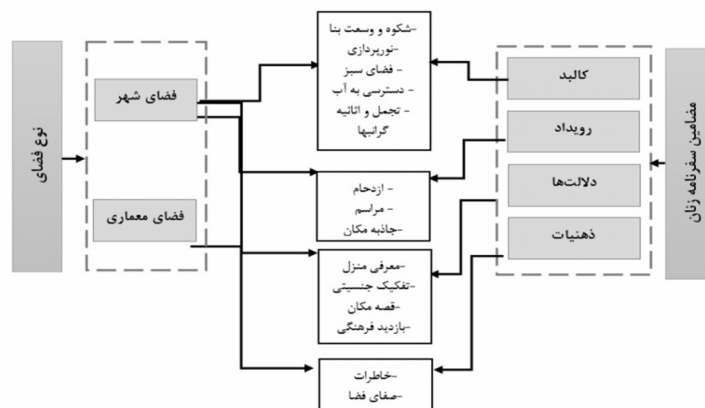 مضامین سفرنامه زنان
کالبد
رویداد
دلالت‌ها
ذهنیات
-شکوه و وسعت بنا
-نورپردازی
- فضای سبز
- دسترسی به آب
- تجمل و اثاثیه
گرانبها
- ازدحام
- مراسم
-جاذبه مکان
-معرفی منزل
-تفکیک جنسیتی
-قصه مکان
-بازدید فرهنگی
-خاطرات
-صفای فضا
فضای شهر
فضای معماری
نوع فضای